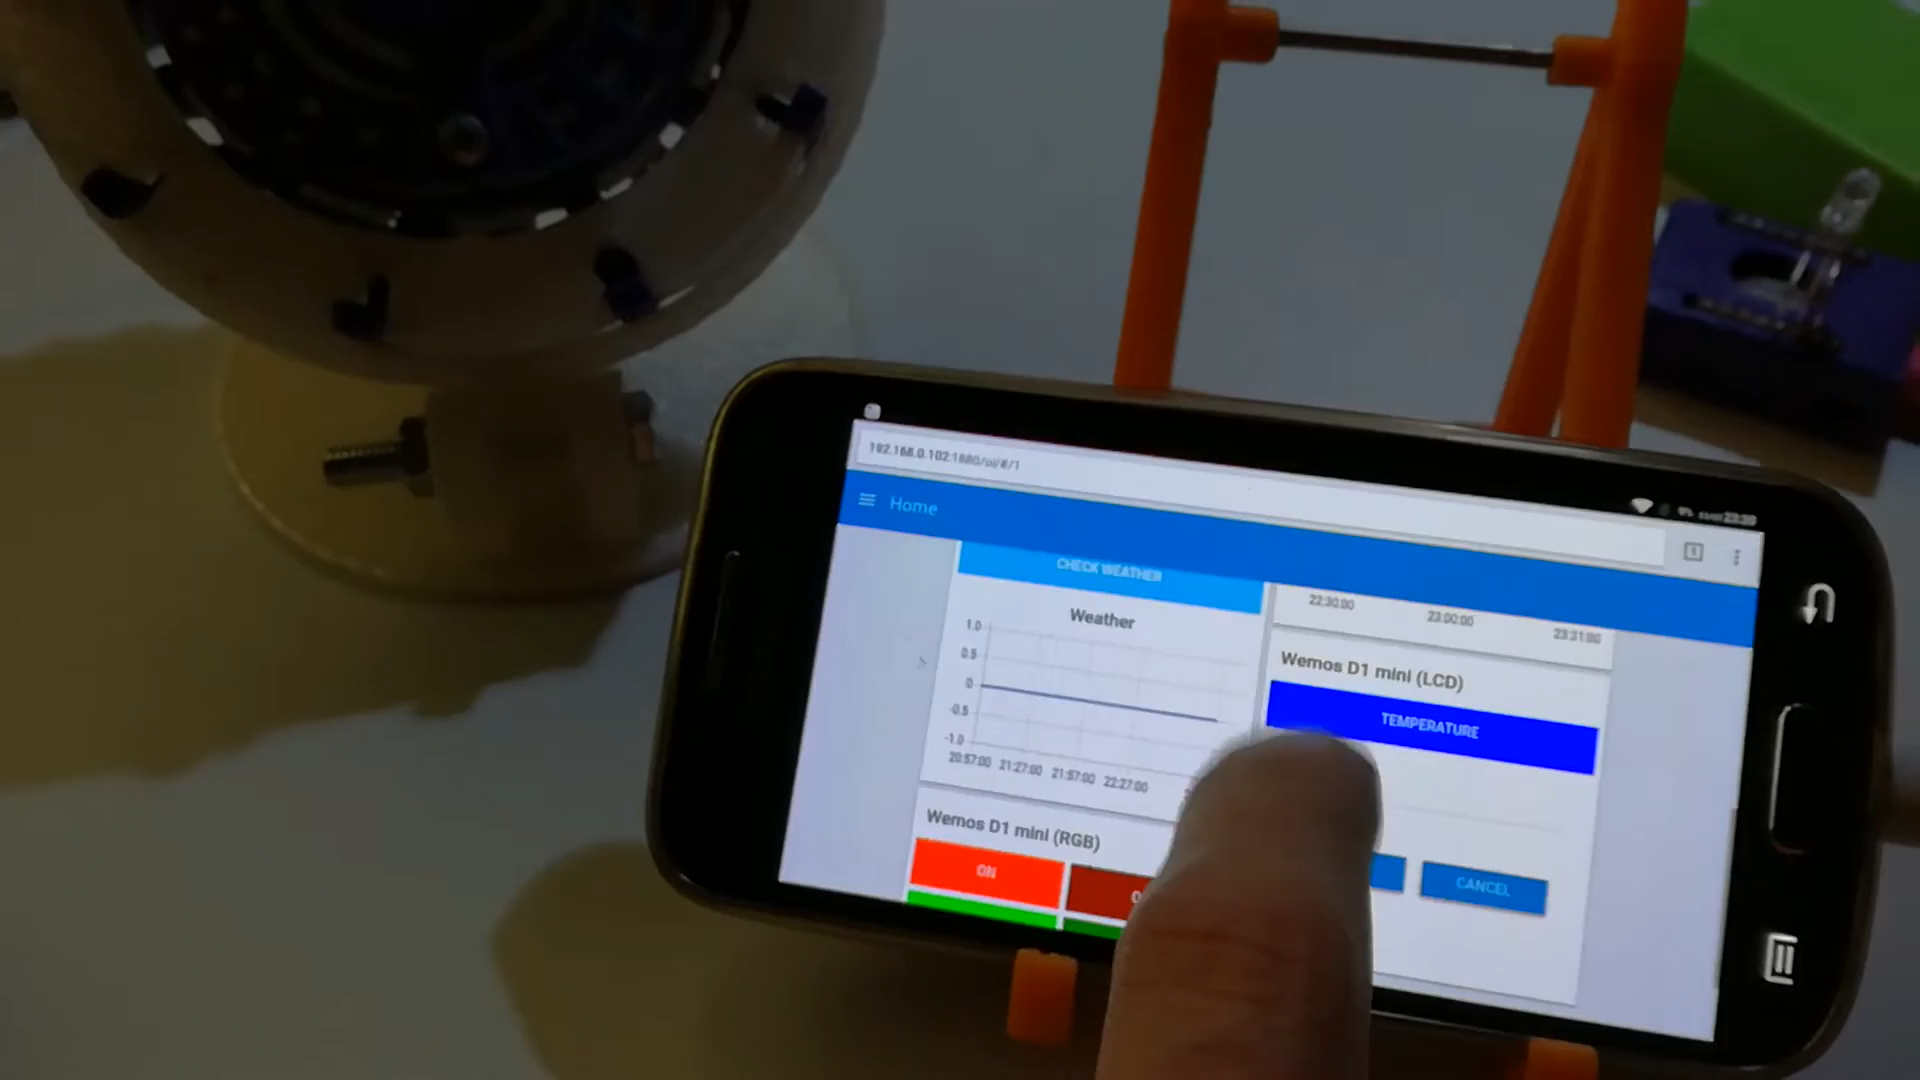 192.168.0.102:1880/ui/#/1
23:39
Home
CHECK WEATHER
Weather
1.0
0.5
0
-0.5
-1.0
20:57:00 21:27:00 21:57:00 22:27:00
Wemos D1 mini (RGB)
ON
22:30:00 23:00:00 23:31:00
Wemos D1 mini (LCD)
TEMPERATURE
CANCEL